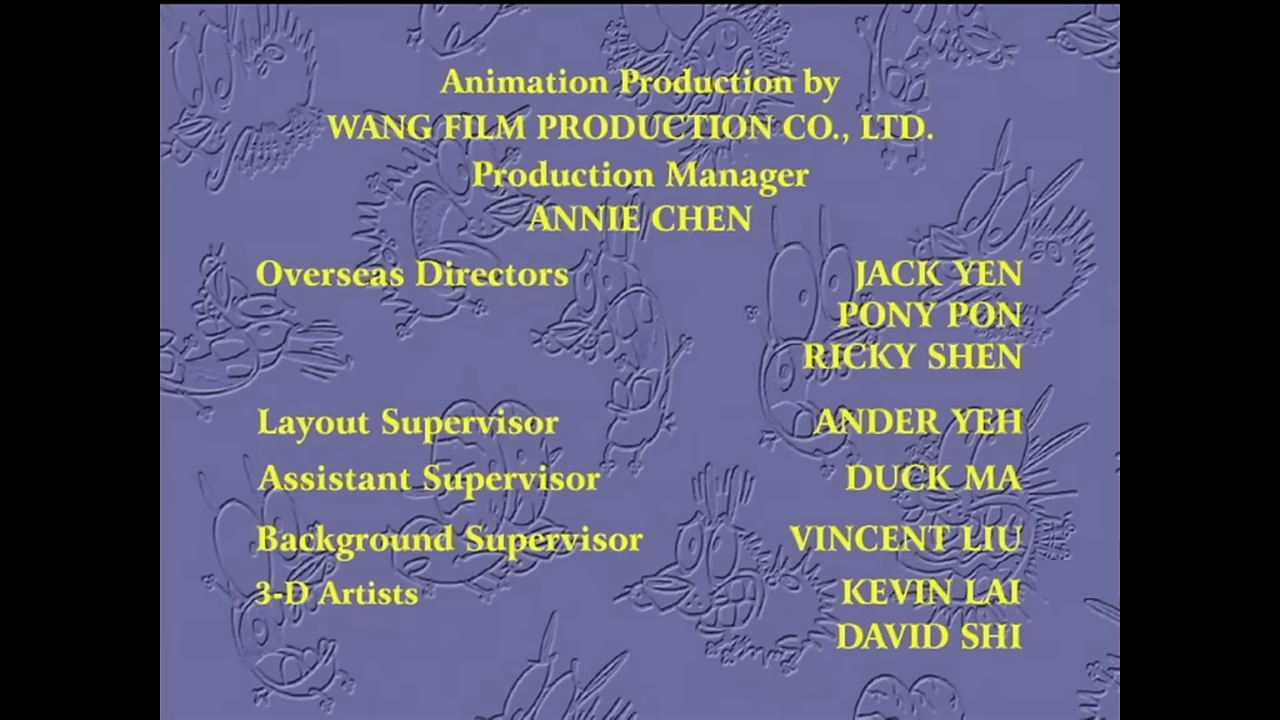 Animation Production by
WANG FILM PRODUCTION CO., LTD.
Production Manager
ANNIE CHEN
Overseas Directors JACK YEN
PONY PON
RICKY SHEN
Layout Supervisor ANDER YEH
Assistant Supervisor DUCK MA
Background Supervisor VINCENT LIU
3-D Artists KEVIN LAI
DAVID SHI